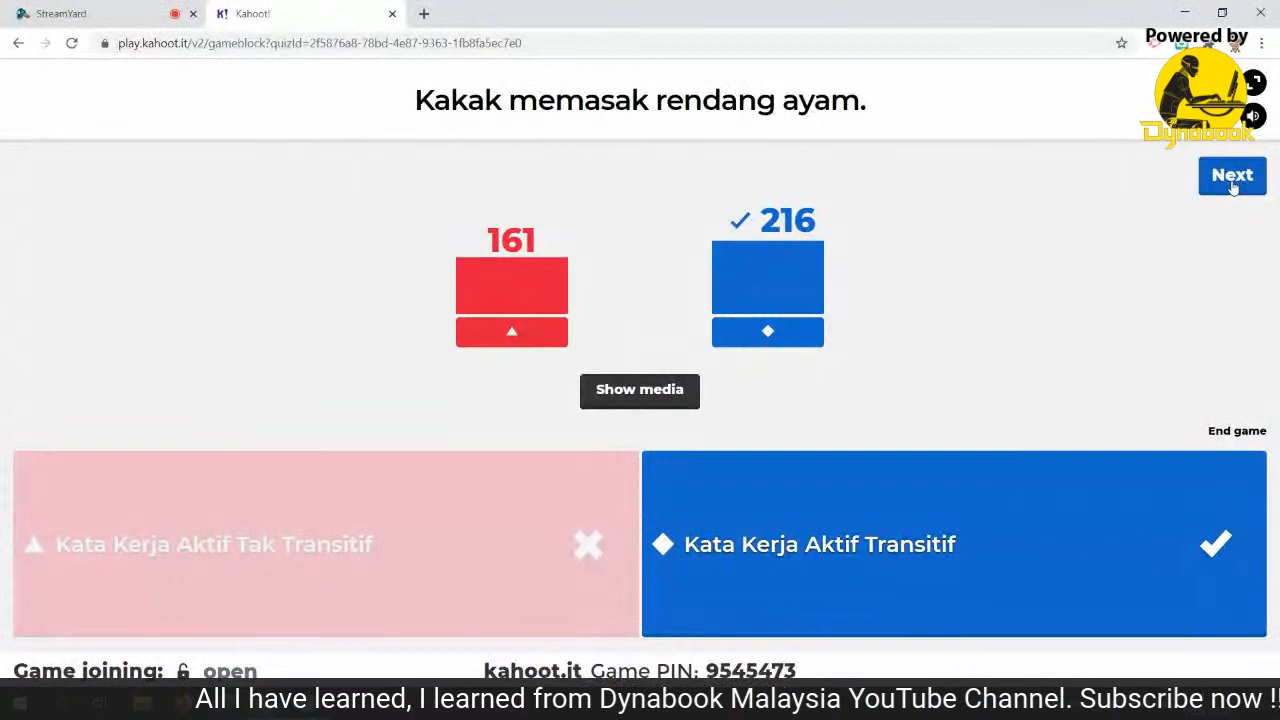 StreamYard
Kahoot!
play.kahoot.it/v2/gameblock?quizId=2f5876a8-78bd-4e87-9363-1fb8fa5ec7e0
Powered by
Dynabook
Kakak memasak rendang ayam.
Next
161
216
Show media
End game
Kata Kerja Aktif Tak Transitif
Kata Kerja Aktif Transitif
Game joining: open
kahoot.it Game PIN: 9545473
All I have learned, I learned from Dynabook Malaysia YouTube Channel. Subscribe now !!